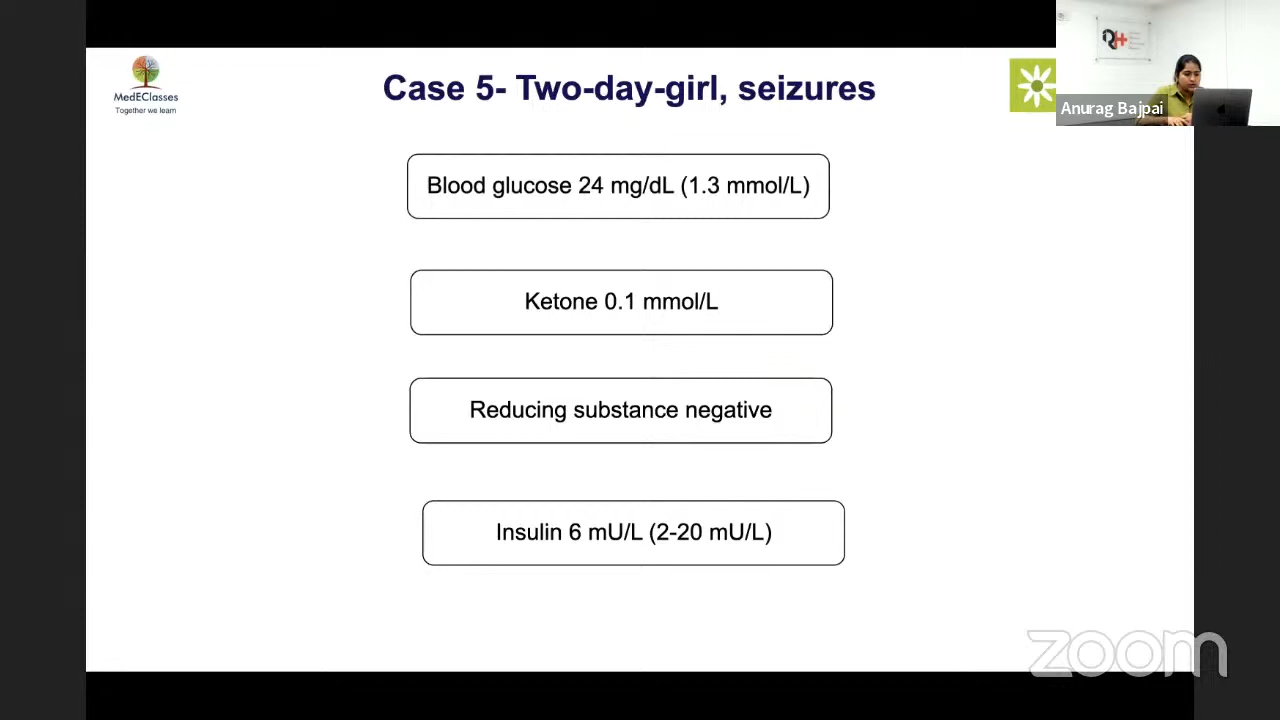 MedEClasses
Together we learn
Case 5- Two-day-girl, seizures
Anurag Bajpai
Blood glucose 24 mg/dL (1.3 mmol/L)
Ketone 0.1 mmol/L
Reducing substance negative
Insulin 6 mU/L (2-20 mU/L)
zoom